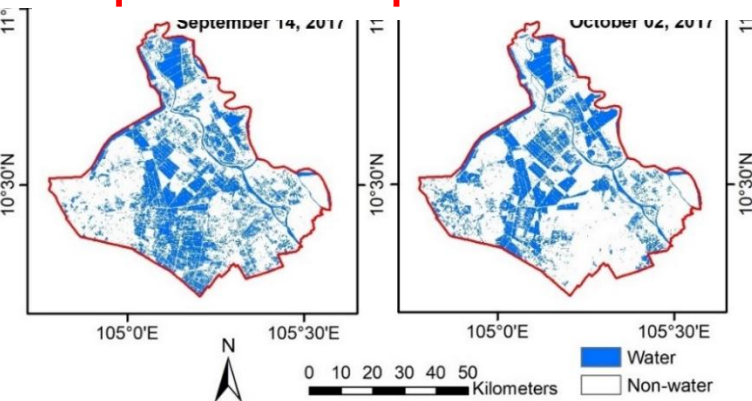 September 14, 2017
October 02, 2017
11°
11°
10°30'N
10°30'N
105°0'E
105°30'E
105°0'E
105°30'E
N
0 10 20 30 40 50
Kilometers
Water
Non-water